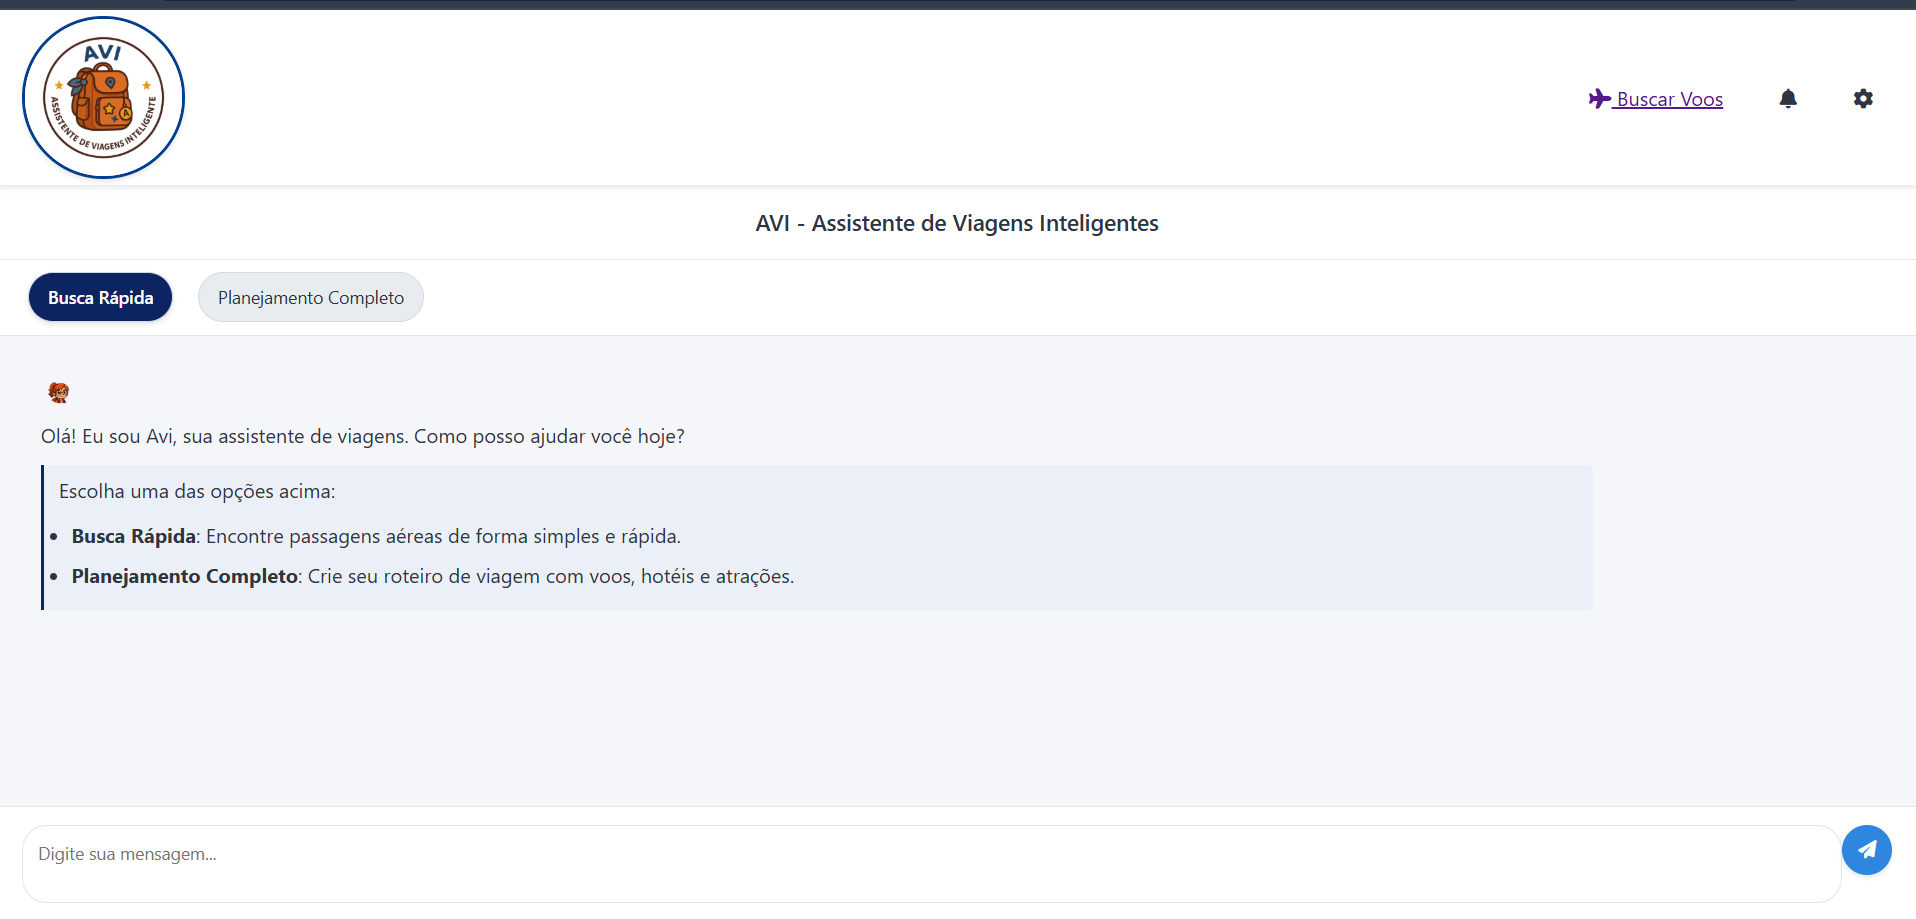 AVI
ASSISTENTE DE VIAGENS INTELIGENTE
A
Buscar Voos
AVI - Assistente de Viagens Inteligentes
Busca Rápida
Planejamento Completo
Olá! Eu sou Avi, sua assistente de viagens. Como posso ajudar você hoje?
Escolha uma das opções acima:
Busca Rápida: Encontre passagens aéreas de forma simples e rápida.
Planejamento Completo: Crie seu roteiro de viagem com voos, hotéis e atrações.
Digite sua mensagem...